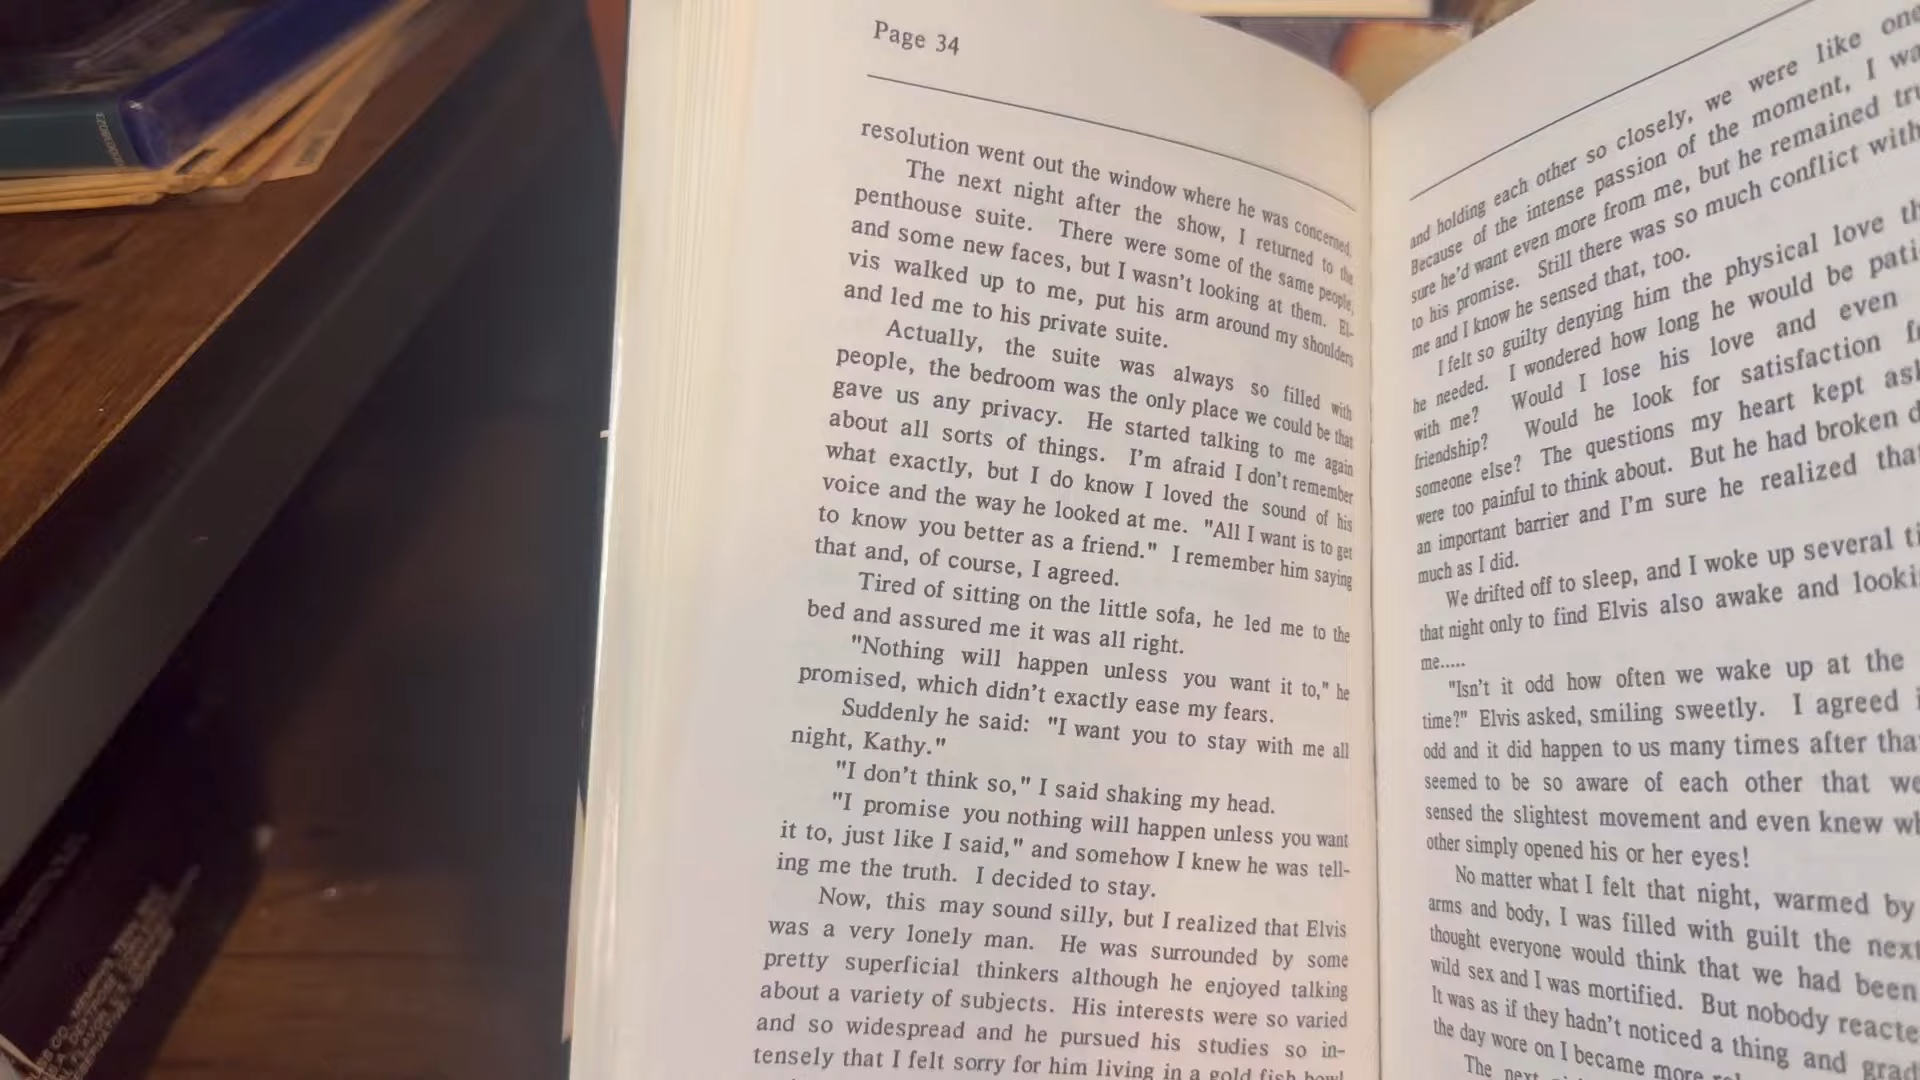 Page 34
resolution went out the window where he was concerned.
The next night after the show, I returned to the
penthouse suite. There were some of the same people,
and some new faces, but I wasn't looking at them. El-
vis walked up to me, put his arm around my shoulders
and led me to his private suite.
Actually, the suite was always so filled with
people, the bedroom was the only place we could be that
gave us any privacy. He started talking to me again
about all sorts of things. I'm afraid I don't remember
what exactly, but I do know I loved the sound of his
voice and the way he looked at me. "All I want is to get
to know you better as a friend." I remember him saying
that and, of course, I agreed.
Tired of sitting on the little sofa, he led me to the
bed and assured me it was all right.
"Nothing will happen unless you want it to," he
promised, which didn't exactly ease my fears.
Suddenly he said: "I want you to stay with me all
night, Kathy."
"I don't think so," I said shaking my head.
"I promise you nothing will happen unless you want
it to, just like I said," and somehow I knew he was tell-
ing me the truth. I decided to stay.
Now, this may sound silly, but I realized that Elvis
was a very lonely man. He was surrounded by some
pretty superficial thinkers although he enjoyed talking
about a variety of subjects. His interests were so varied
and so widespread and he pursued his studies so in-
tensely that I felt sorry for him living in a gold fish bowl
and holding each other so closely, we were like one
Because of the intense passion of the moment, I
sure he'd want even more from me, but he remained
to his promise. Still there was so much conflict with
me and I know he sensed that, too.
I felt so guilty denying him the physical love
he needed. I wondered how long he would be
with me? Would I lose his love and even
friendship? Would he look for satisfaction
someone else? The questions my heart kept
were too painful to think about. But he had broken
an important barrier and I'm sure he realized
much as I did.
We drifted off to sleep, and I woke up several
that night only to find Elvis also awake and
me.....
"Isn't it odd how often we wake up at the
time?" Elvis asked, smiling sweetly. I agreed
odd and it did happen to us many times after
seemed to be so aware of each other that we
sensed the slightest movement and even knew
other simply opened his or her eyes!
No matter what I felt that night, warmed by
arms and body, I was filled with guilt the next
thought everyone would think that we had been
wild sex and I was mortified. But nobody
It was as if they hadn't noticed a thing and
the day wore on I became more
The next